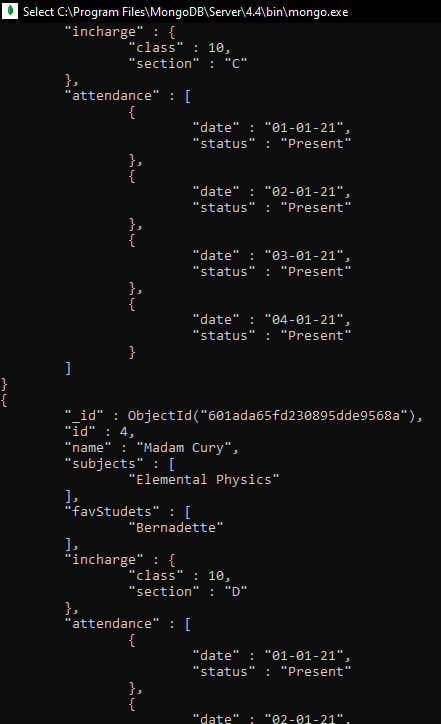 Select C:\Program Files\MongoDB\Server\4.4\bin\mongo.exe
"incharge" : {
"class" : 10,
"section" : "C"
},
"attendance" : [
{
"date" : "01-01-21",
"status" : "Present"
},
{
"date" : "02-01-21",
"status" : "Present"
},
{
"date" : "03-01-21",
"status" : "Present"
},
{
"date" : "04-01-21",
"status" : "Present"
}
]
}
{
"_id" : ObjectId("601ada65fd230895dde9568a"),
"id" : 4,
"name" : "Madam Cury",
"subjects" : [
"Elemental Physics"
],
"favStudets" : [
"Bernadette"
],
"incharge" : {
"class" : 10,
"section" : "D"
},
"attendance" : [
{
"date" : "01-01-21",
"status" : "Present"
},
{
"date" : "02-01-21",